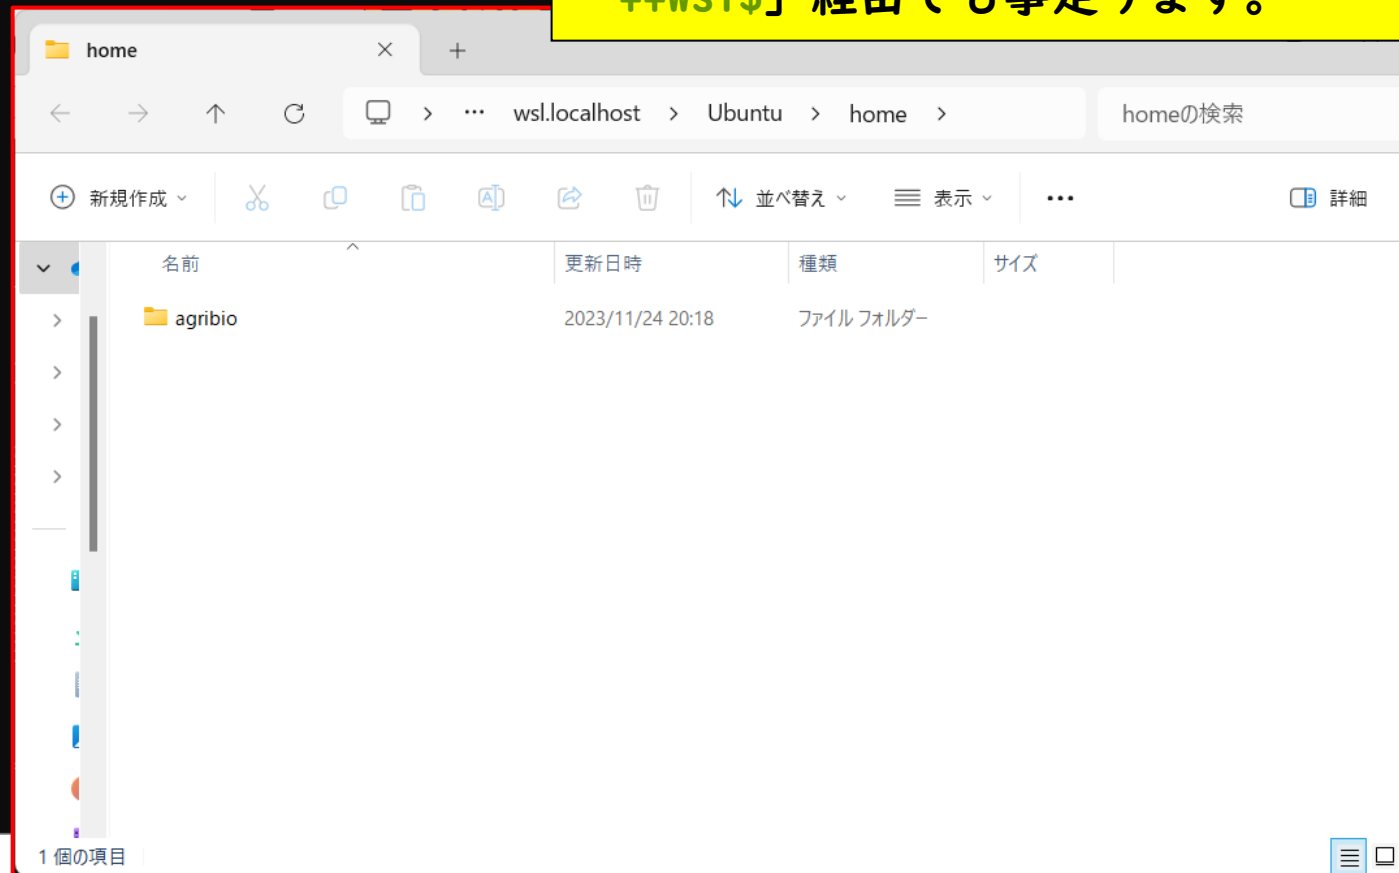 $」経由でも事足ります。
home
wsl.localhost > Ubuntu > home >
homeの検索
新規作成
並べ替え
表示
詳細
名前
更新日時
種類
サイズ
agribio
2023/11/24 20:18
ファイル フォルダー
1 個の項目